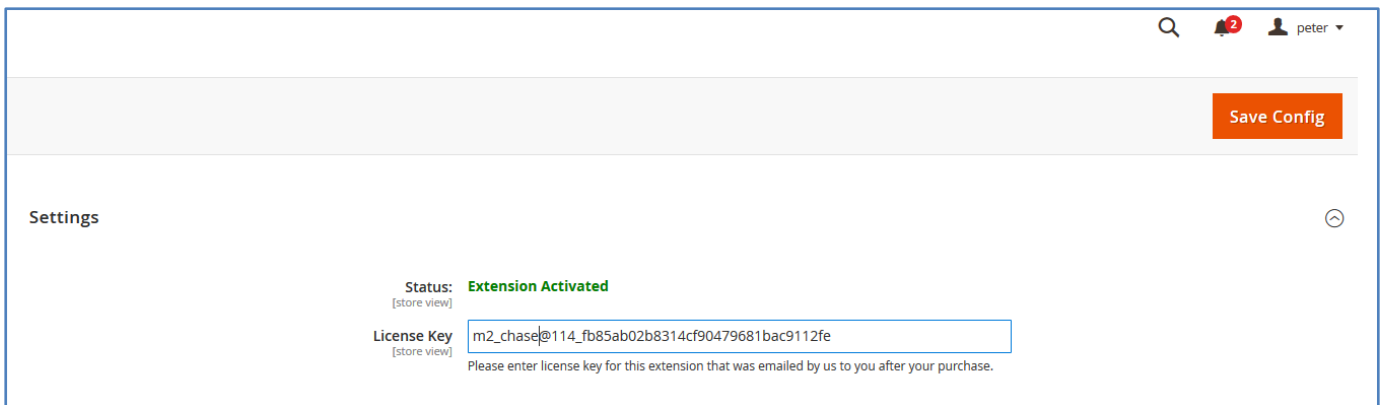 2
peter
Save Config
Settings
Status: Extension Activated
[store view]
License Key m2_chase@114_fb85ab02b8314cf90479681bac9112fe
[store view]
Please enter license key for this extension that was emailed by us to you after your purchase.